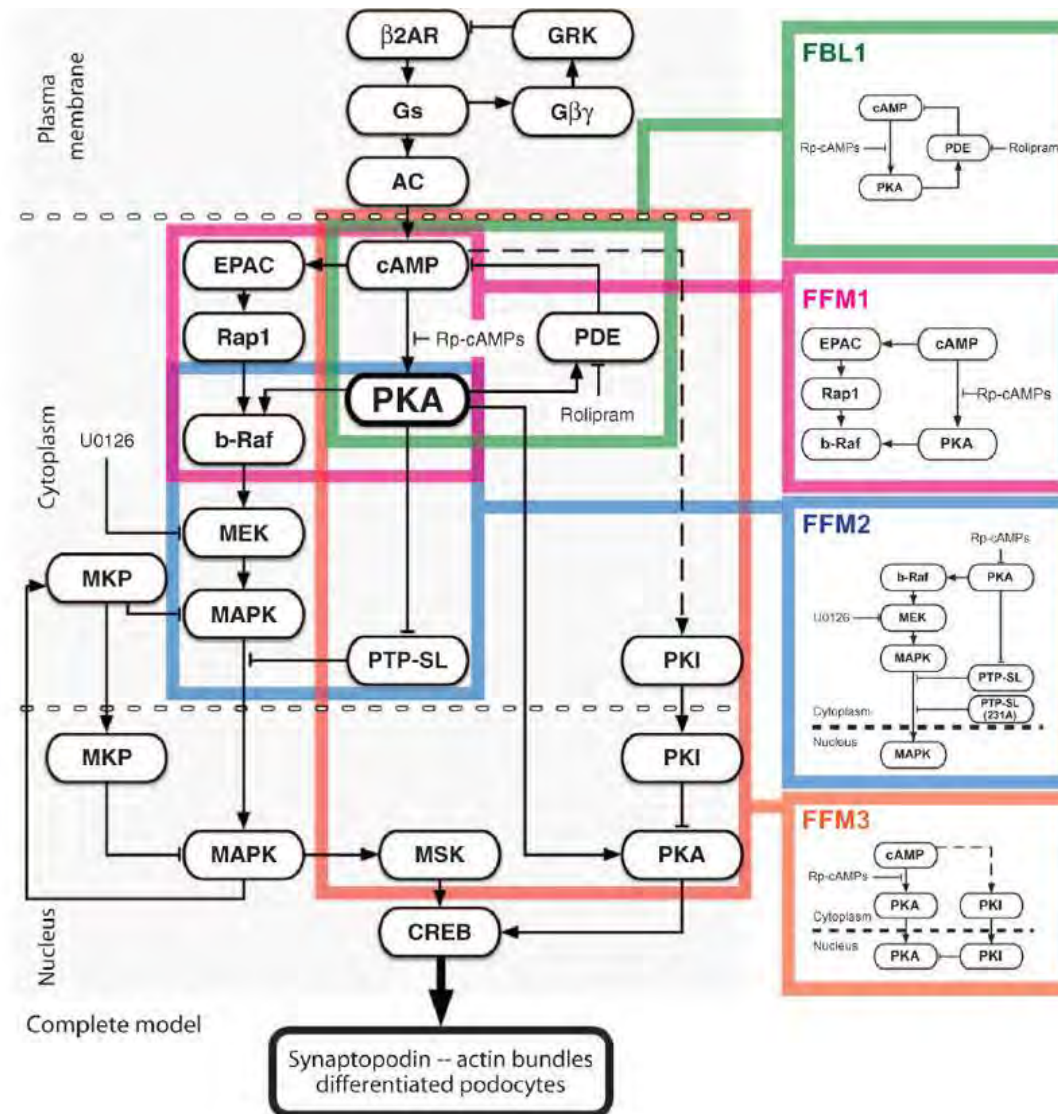 Plasma
membrane
β2AR
GRK
Gs
Gβγ
AC
Cytoplasm
EPAC
cAMP
Rap1
Rp-cAMPs
PDE
PKA
Rolipram
U0126
b-Raf
MEK
MKP
MAPK
PTP-SL
PKI
Nucleus
MKP
PKI
MAPK
MSK
PKA
CREB
Complete model
Synaptopodin -- actin bundles
differentiated podocytes
FBL1
cAMP
Rp-cAMPs
PDE
Rolipram
PKA
FFM1
EPAC
cAMP
Rap1
Rp-cAMPs
b-Raf
PKA
FFM2
Rp-cAMPs
b-Raf
PKA
U0126
MEK
MAPK
PTP-SL
PTP-SL
(231A)
Cytoplasm
Nucleus
MAPK
FFM3
cAMP
Rp-cAMPs
PKA
PKI
Cytoplasm
Nucleus
PKA
PKI